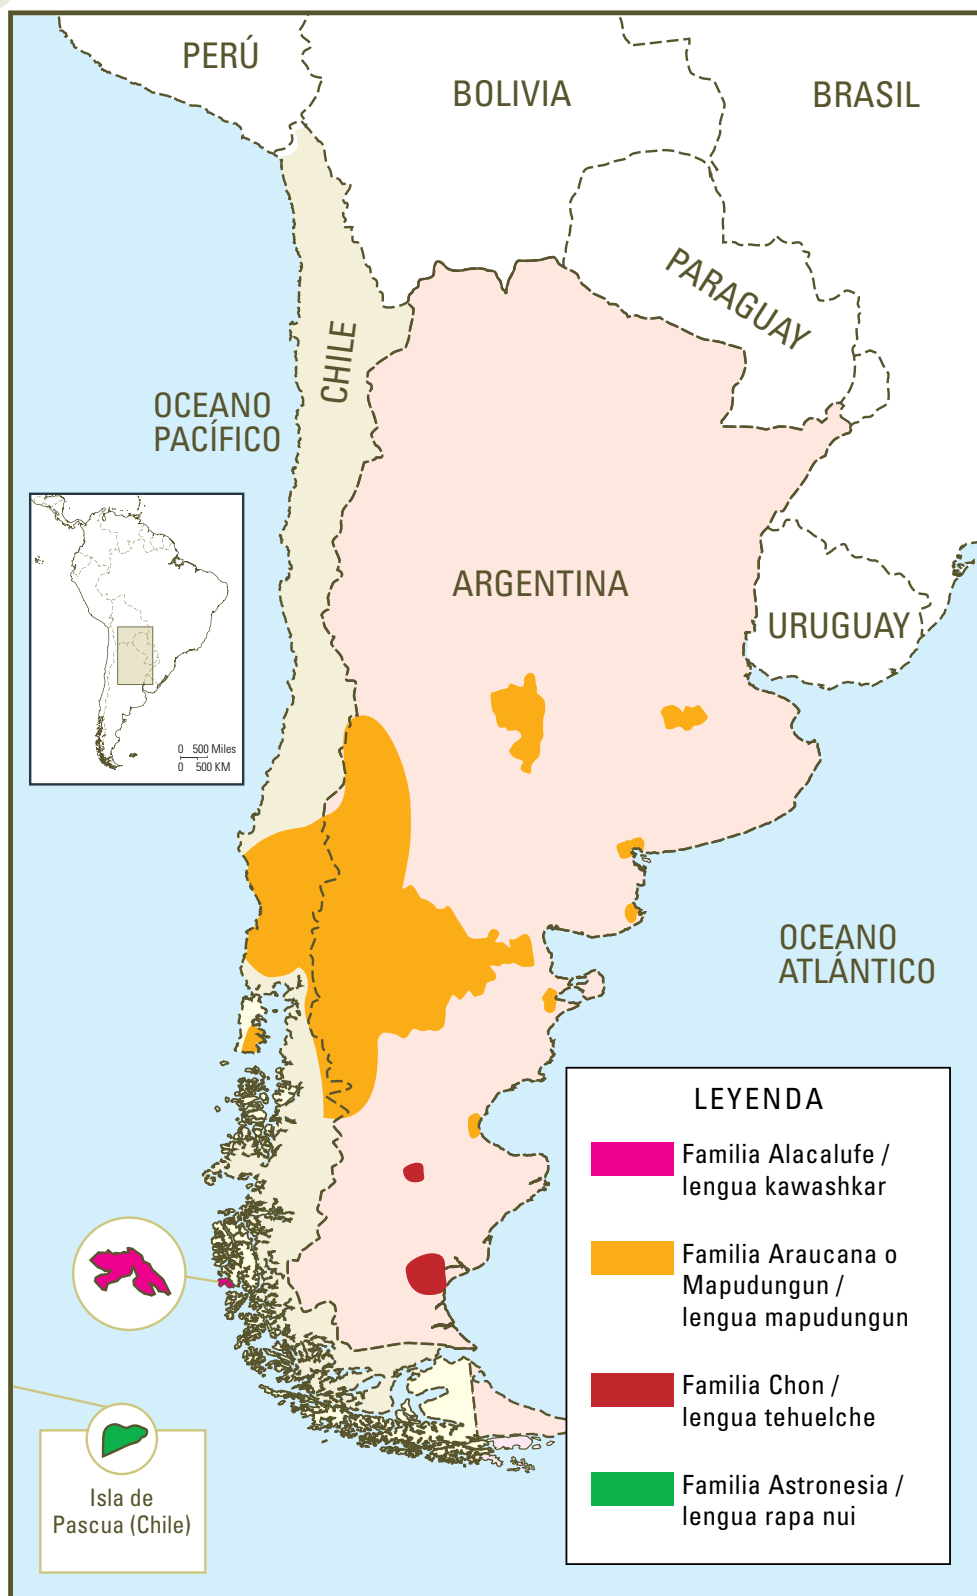 PERÚ
BOLIVIA
BRASIL
PARAGUAY
CHILE
OCEANO
PACÍFICO
ARGENTINA
URUGUAY
0 500 Miles
0 500 KM
OCEANO
ATLÁNTICO
LEYENDA
Familia Alacalufe /
lengua kawashkar
Familia Araucana o
Mapudungun /
lengua mapudungun
Familia Chon /
lengua tehuelche
Familia Astronesia /
lengua rapa nui
Isla de
Pascua (Chile)